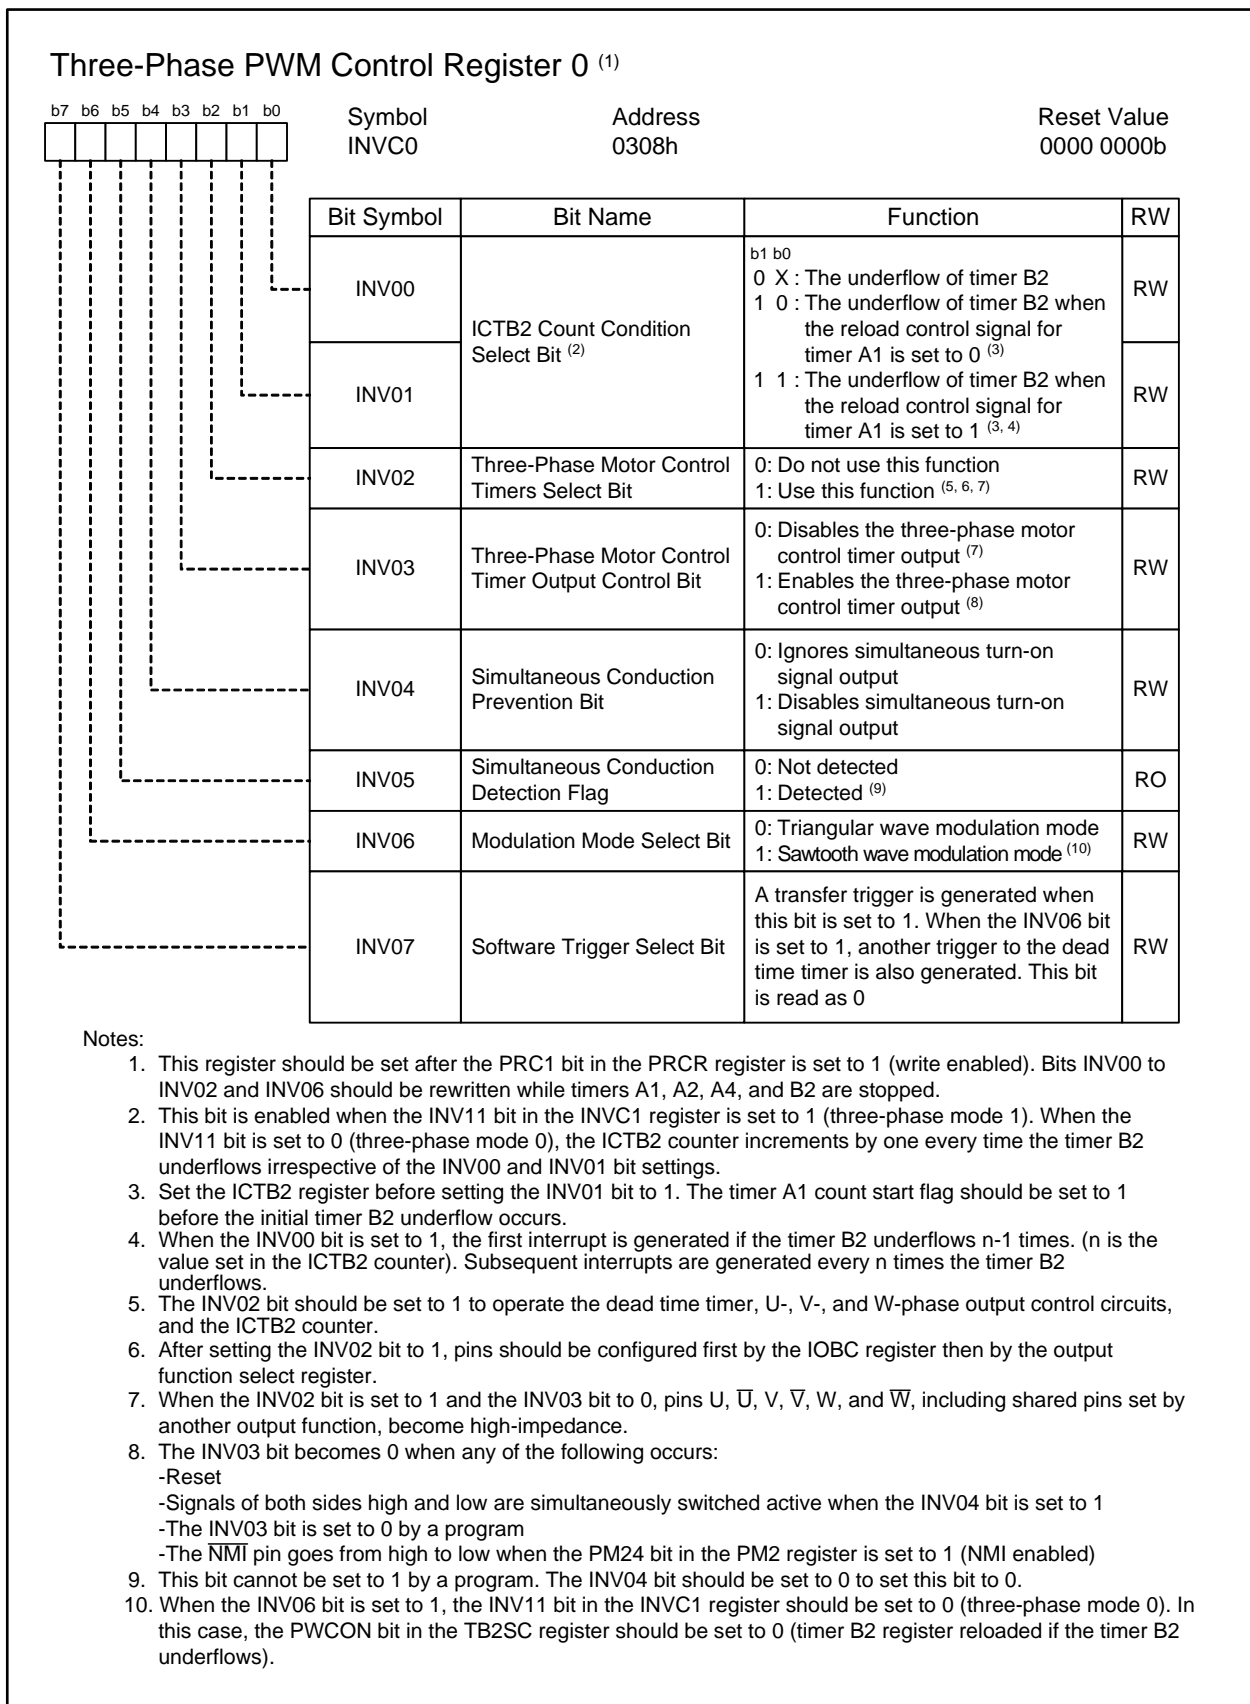 Three-Phase PWM Control Register 0 (1)
b7 b6 b5 b4 b3 b2 b1 b0
Symbol Address Reset Value
INVC0 0308h 0000 0000b
Bit Symbol Bit Name Function RW
INV00
INV01
ICTB2 Count Condition
Select Bit (2)
b1 b0
0 X : The underflow of timer B2
1 0 : The underflow of timer B2 when
the reload control signal for
timer A1 is set to 0 (3)
1 1 : The underflow of timer B2 when
the reload control signal for
timer A1 is set to 1 (3, 4)
RW
RW
INV02
Three-Phase Motor Control
Timers Select Bit
0: Do not use this function
1: Use this function (5, 6, 7)
RW
INV03
Three-Phase Motor Control
Timer Output Control Bit
0: Disables the three-phase motor
control timer output (7)
1: Enables the three-phase motor
control timer output (8)
RW
INV04
Simultaneous Conduction
Prevention Bit
0: Ignores simultaneous turn-on
signal output
1: Disables simultaneous turn-on
signal output
RW
INV05
Simultaneous Conduction
Detection Flag
0: Not detected
1: Detected (9)
RO
INV06
Modulation Mode Select Bit
0: Triangular wave modulation mode
1: Sawtooth wave modulation mode (10)
RW
INV07
Software Trigger Select Bit
A transfer trigger is generated when
this bit is set to 1. When the INV06 bit
is set to 1, another trigger to the dead
time timer is also generated. This bit
is read as 0
RW
Notes:
1. This register should be set after the PRC1 bit in the PRCR register is set to 1 (write enabled). Bits INV00 to
INV02 and INV06 should be rewritten while timers A1, A2, A4, and B2 are stopped.
2. This bit is enabled when the INV11 bit in the INVC1 register is set to 1 (three-phase mode 1). When the
INV11 bit is set to 0 (three-phase mode 0), the ICTB2 counter increments by one every time the timer B2
underflows irrespective of the INV00 and INV01 bit settings.
3. Set the ICTB2 register before setting the INV01 bit to 1. The timer A1 count start flag should be set to 1
before the initial timer B2 underflow occurs.
4. When the INV00 bit is set to 1, the first interrupt is generated if the timer B2 underflows n-1 times. (n is the
value set in the ICTB2 counter). Subsequent interrupts are generated every n times the timer B2
underflows.
5. The INV02 bit should be set to 1 to operate the dead time timer, U-, V-, and W-phase output control circuits,
and the ICTB2 counter.
6. After setting the INV02 bit to 1, pins should be configured first by the IOBC register then by the output
function select register.
7. When the INV02 bit is set to 1 and the INV03 bit to 0, pins U, U̅, V, V̅, W, and W̅, including shared pins set by
another output function, become high-impedance.
8. The INV03 bit becomes 0 when any of the following occurs:
-Reset
-Signals of both sides high and low are simultaneously switched active when the INV04 bit is set to 1
-The INV03 bit is set to 0 by a program
-The N̅M̅I̅ pin goes from high to low when the PM24 bit in the PM2 register is set to 1 (NMI enabled)
9. This bit cannot be set to 1 by a program. The INV04 bit should be set to 0 to set this bit to 0.
10. When the INV06 bit is set to 1, the INV11 bit in the INVC1 register should be set to 0 (three-phase mode 0). In
this case, the PWCON bit in the TB2SC register should be set to 0 (timer B2 register reloaded if the timer B2
underflows).